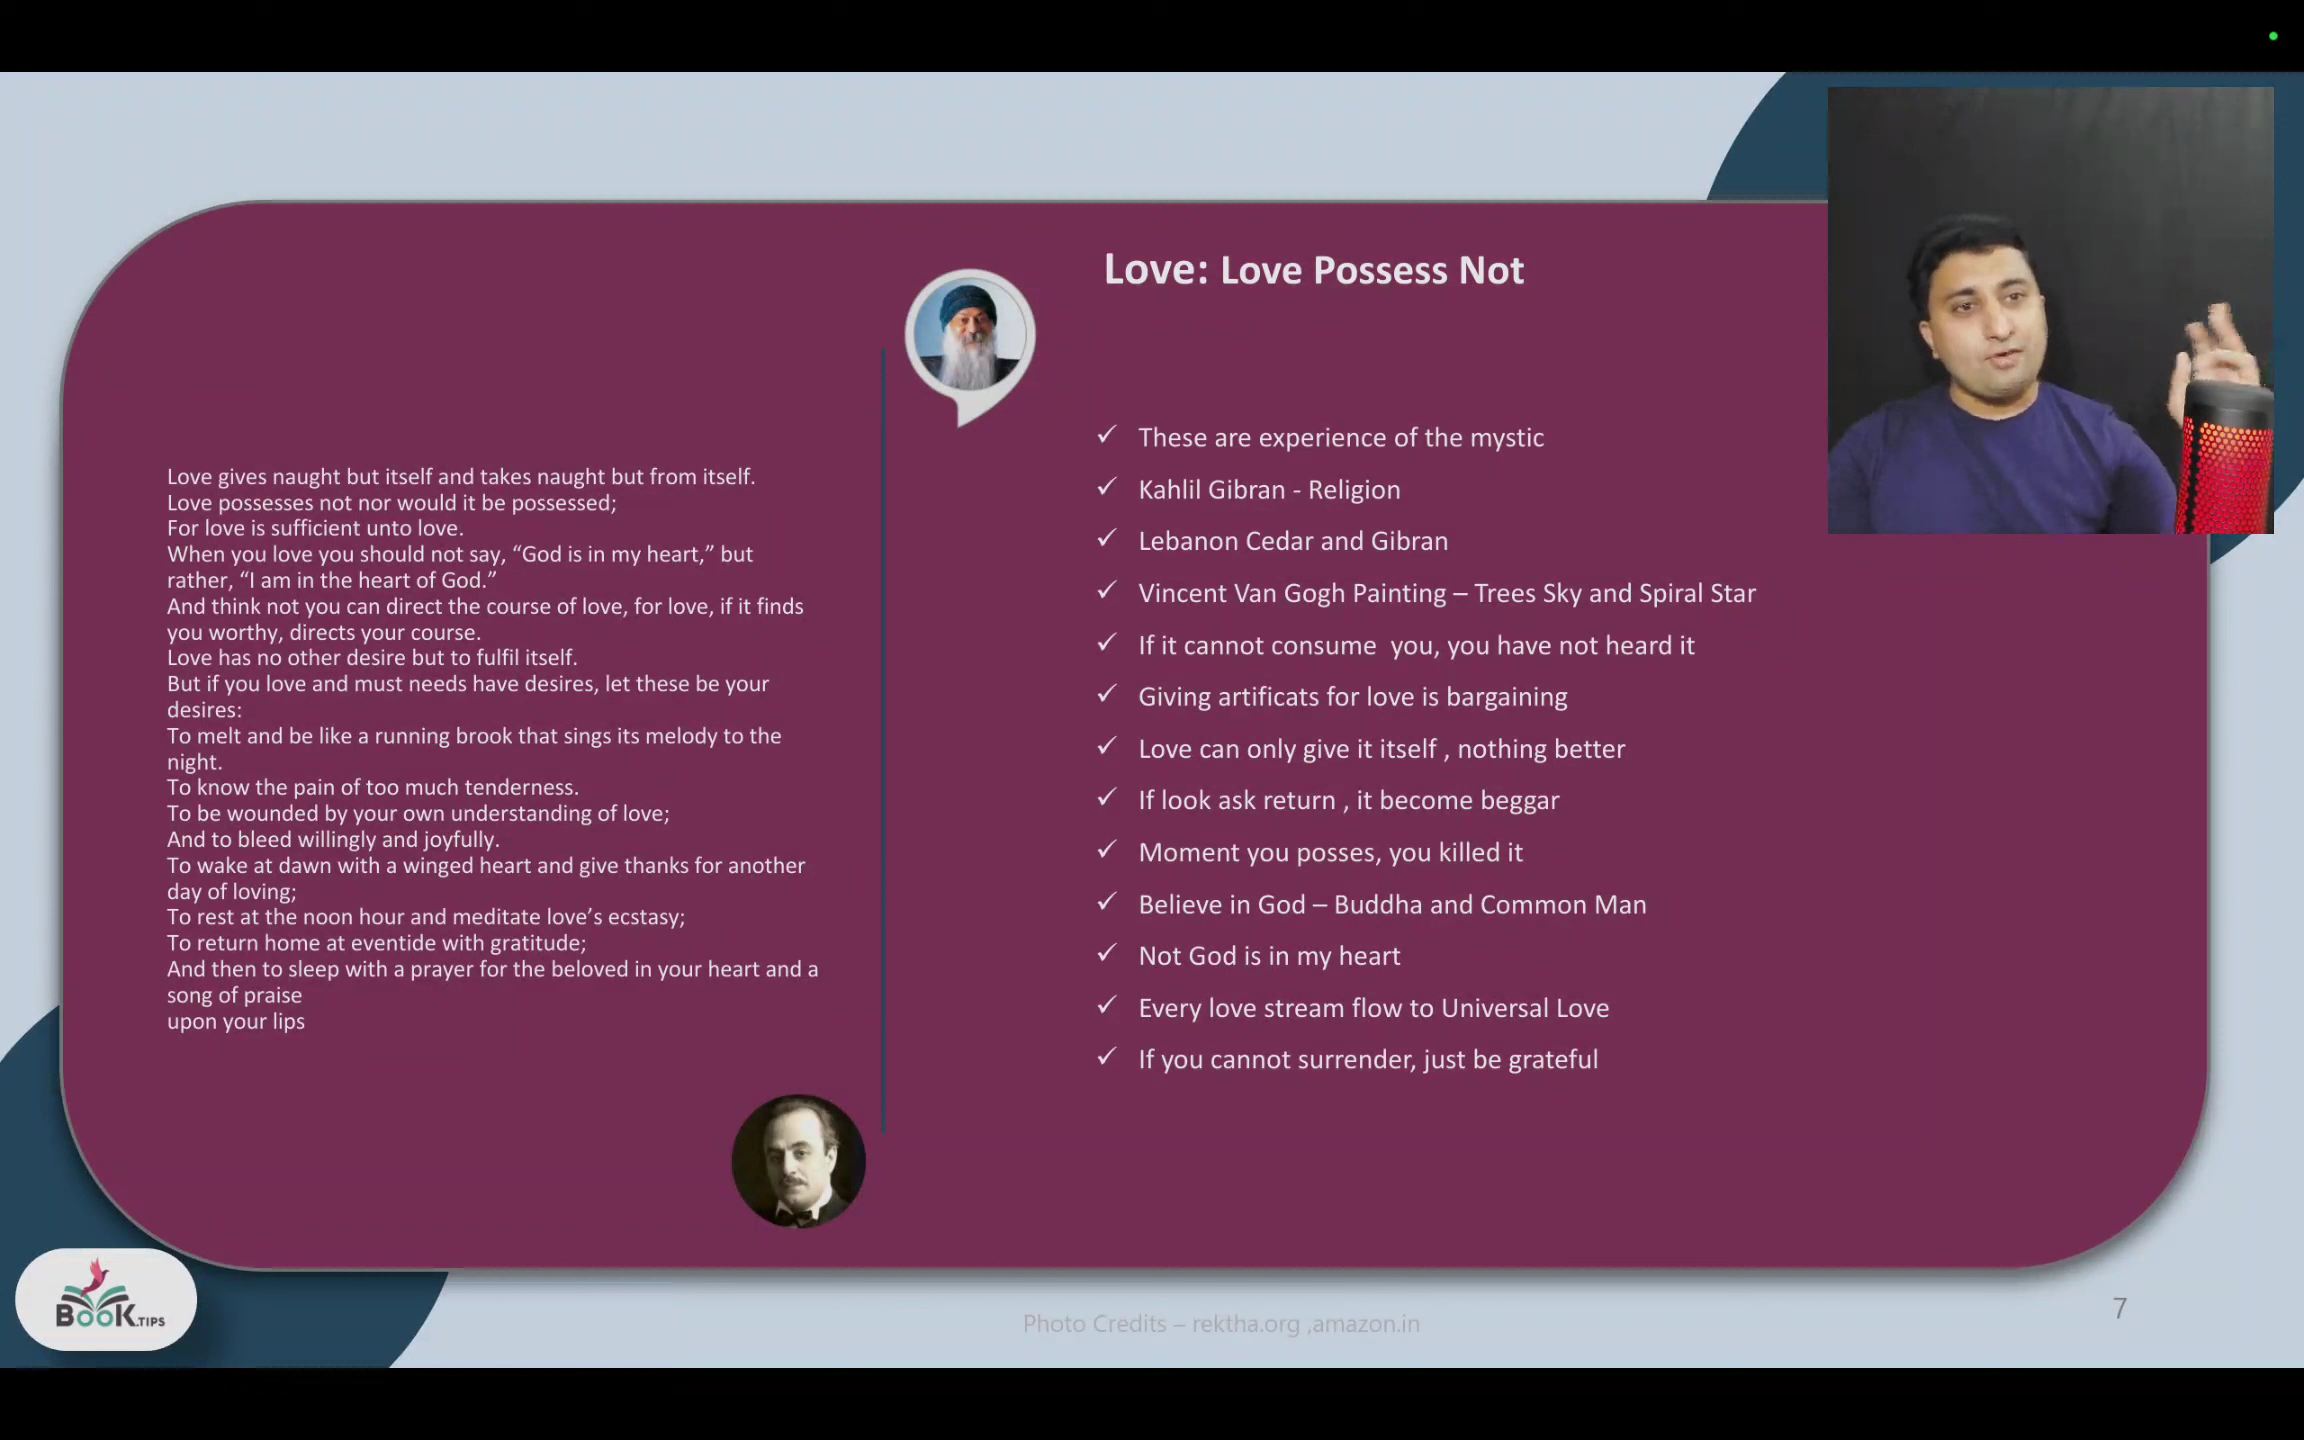 Love: Love Possess Not
Love gives naught but itself and takes naught but from itself.
Love possesses not nor would it be possessed;
For love is sufficient unto love.
When you love you should not say, “God is in my heart,” but
rather, “I am in the heart of God.”
And think not you can direct the course of love, for love, if it finds
you worthy, directs your course.
Love has no other desire but to fulfil itself.
But if you love and must needs have desires, let these be your
desires:
To melt and be like a running brook that sings its melody to the
night.
To know the pain of too much tenderness.
To be wounded by your own understanding of love;
And to bleed willingly and joyfully.
To wake at dawn with a winged heart and give thanks for another
day of loving;
To rest at the noon hour and meditate love’s ecstasy;
To return home at eventide with gratitude;
And then to sleep with a prayer for the beloved in your heart and a
song of praise
upon your lips
✓ These are experience of the mystic
✓ Kahlil Gibran - Religion
✓ Lebanon Cedar and Gibran
✓ Vincent Van Gogh Painting – Trees Sky and Spiral Star
✓ If it cannot consume  you, you have not heard it
✓ Giving artificats for love is bargaining
✓ Love can only give it itself , nothing better
✓ If look ask return , it become beggar
✓ Moment you posses, you killed it
✓ Believe in God – Buddha and Common Man
✓ Not God is in my heart
✓ Every love stream flow to Universal Love
✓ If you cannot surrender, just be grateful
BooK.TIPS
Photo Credits – rektha.org ,amazon.in
7